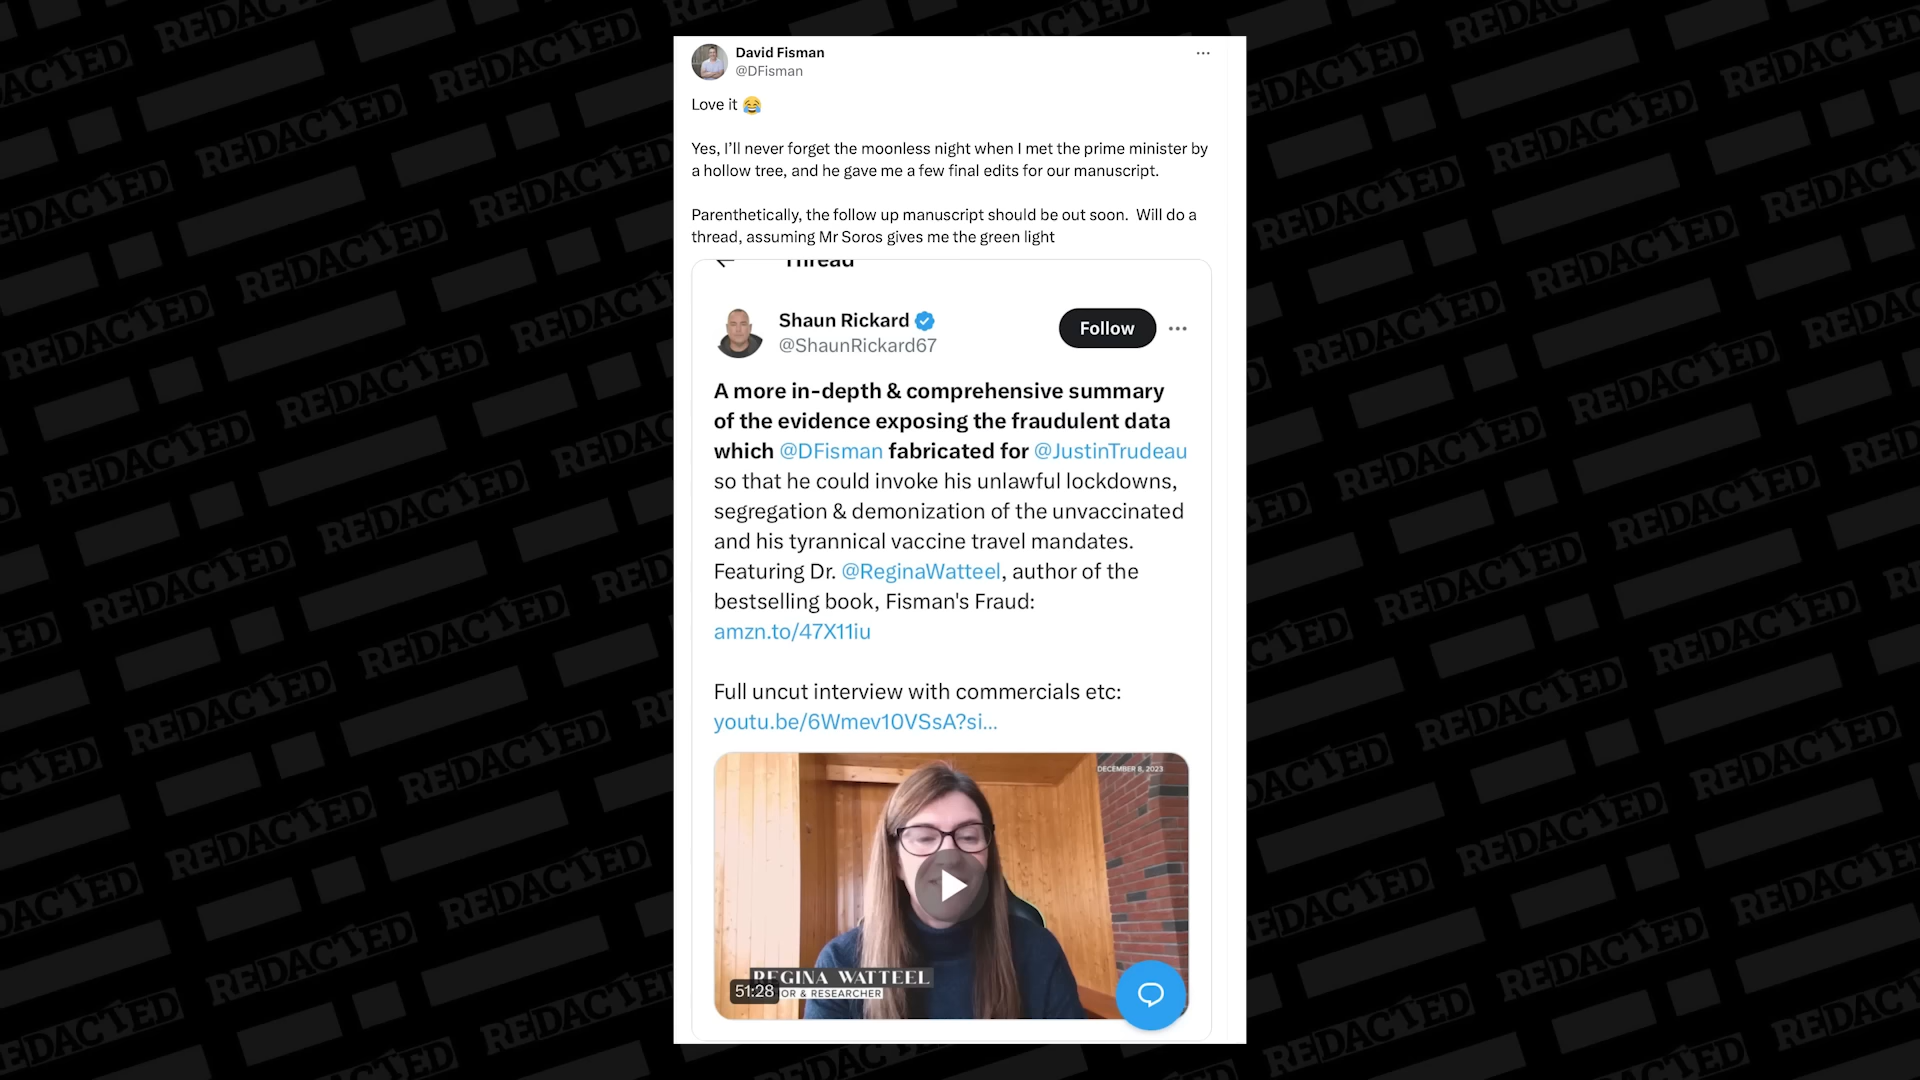 David Fisman
@DFisman
Love it 😂
Yes, I'll never forget the moonless night when I met the prime minister by
a hollow tree, and he gave me a few final edits for our manuscript.
Parenthetically, the follow up manuscript should be out soon.  Will do a
thread, assuming Mr Soros gives me the green light
Thread
Shaun Rickard
@ShaunRickard67
Follow
A more in-depth & comprehensive summary
of the evidence exposing the fraudulent data
which @DFisman fabricated for @JustinTrudeau
so that he could invoke his unlawful lockdowns,
segregation & demonization of the unvaccinated
and his tyrannical vaccine travel mandates.
Featuring Dr. @ReginaWatteel, author of the
bestselling book, Fisman's Fraud:
amzn.to/47X11iu
Full uncut interview with commercials etc:
youtu.be/6Wmev10VSsA?si...
DECEMBER 8, 2023
REGINA WATTEEL
51:28
OR & RESEARCHER
REDACTED